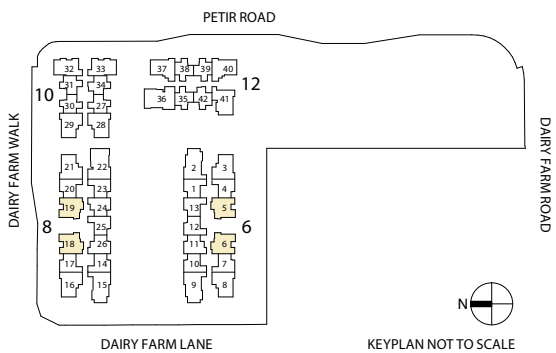 PETIR ROAD
32 33 37 38 39 40
31 34
10 12
30 27 36 35 42 41
29 28
DAIRY FARM WALK
DAIRY FARM ROAD
21 22 2 3
20 23 1 4
19 24 13 5
8 25 12 6
18 26 11 6
17 14 10 7
16 15 9 8
N
DAIRY FARM LANE
KEYPLAN NOT TO SCALE